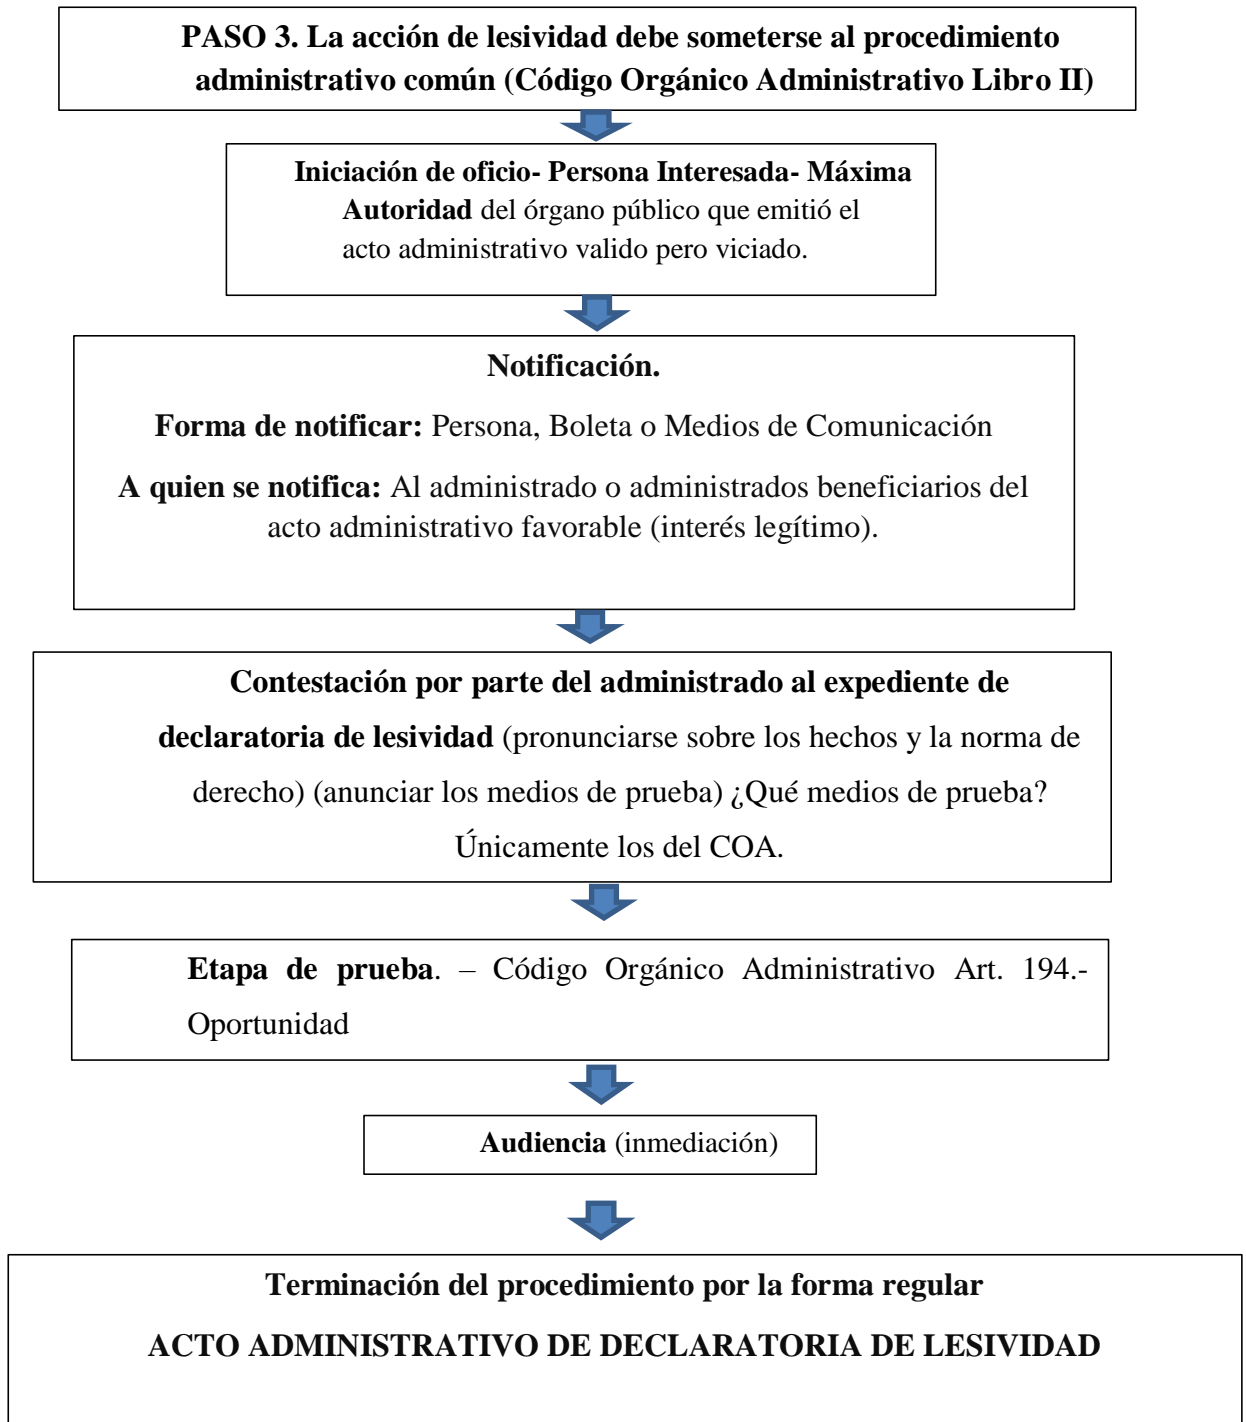 PASO 3. La acción de lesividad debe someterse al procedimiento
administrativo común (Código Orgánico Administrativo Libro II)
Iniciación de oficio- Persona Interesada- Máxima
Autoridad del órgano público que emitió el
acto administrativo valido pero viciado.
Notificación.
Forma de notificar: Persona, Boleta o Medios de Comunicación
A quien se notifica: Al administrado o administrados beneficiarios del
acto administrativo favorable (interés legítimo).
Contestación por parte del administrado al expediente de
declaratoria de lesividad (pronunciarse sobre los hechos y la norma de
derecho) (anunciar los medios de prueba) ¿Qué medios de prueba?
Únicamente los del COA.
Etapa de prueba. – Código Orgánico Administrativo Art. 194.-
Oportunidad
Audiencia (inmediación)
Terminación del procedimiento por la forma regular
ACTO ADMINISTRATIVO DE DECLARATORIA DE LESIVIDAD